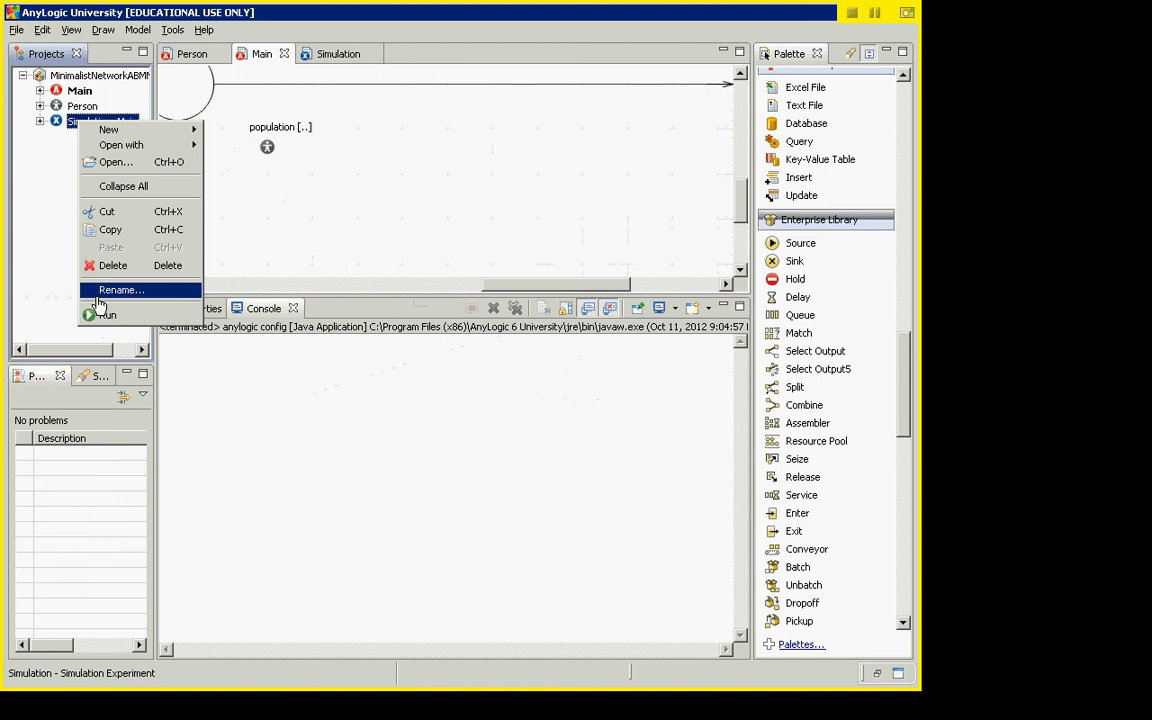 AnyLogic University [EDUCATIONAL USE ONLY]
File Edit View Draw Model Tools Help
Projects
MinimalistNetworkABMM
Main
Person
New
Open with
Open... Ctrl+O
Collapse All
Cut Ctrl+X
Copy Ctrl+C
Paste Ctrl+V
Delete Delete
Rename...
Run
Person Main Simulation
population [..]
Console
<terminated> anylogic config [Java Application] C:\Program Files (x86)\AnyLogic 6 University\jre\bin\javaw.exe (Oct 11, 2012 9:04:57
P... S...
No problems
Description
Palette
Excel File
Text File
Database
Query
Key-Value Table
Insert
Update
Enterprise Library
Source
Sink
Hold
Delay
Queue
Match
Select Output
Select Output5
Split
Combine
Assembler
Resource Pool
Seize
Release
Service
Enter
Exit
Conveyor
Batch
Unbatch
Dropoff
Pickup
Palettes...
Simulation - Simulation Experiment